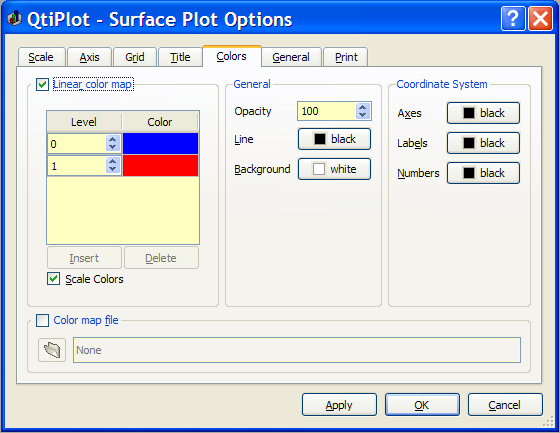 QtiPlot - Surface Plot Options
Scale Axis Grid Title Colors General Print
Linear color map
Level Color
0
1
Insert Delete
Scale Colors
General
Opacity 100
Line black
Background white
Coordinate System
Axes black
Labels black
Numbers black
Color map file
None
Apply OK Cancel